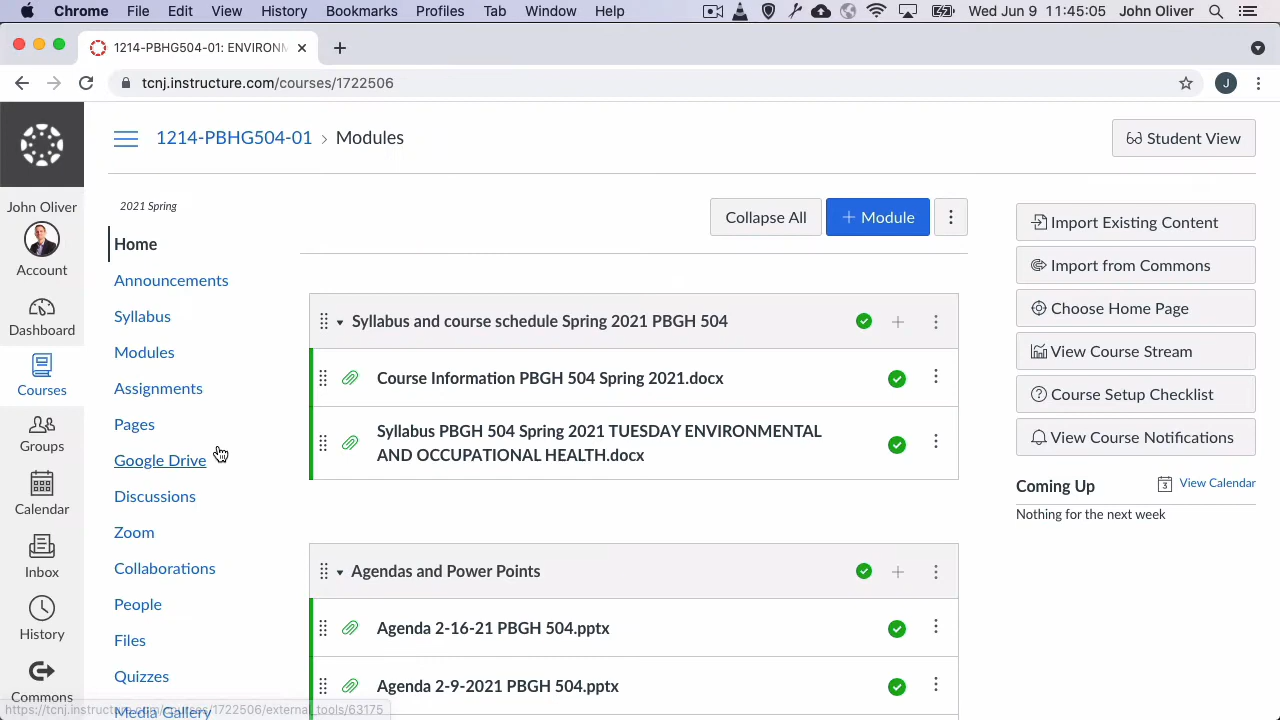 Chrome File Edit View History Bookmarks Profiles Tab Window Help Wed Jun 9 11:45:05 John Oliver
1214-PBHG504-01: ENVIRONM
tcnj.instructure.com/courses/1722506
J
1214-PBHG504-01 › Modules
Student View
John Oliver
Account
Dashboard
Courses
Groups
Calendar
Inbox
History
Commons
2021 Spring
Home
Announcements
Syllabus
Modules
Assignments
Pages
Google Drive
Discussions
Zoom
Collaborations
People
Files
Quizzes
Media Gallery
Collapse All
+ Module
Syllabus and course schedule Spring 2021 PBGH 504
Course Information PBGH 504 Spring 2021.docx
Syllabus PBGH 504 Spring 2021 TUESDAY ENVIRONMENTAL
AND OCCUPATIONAL HEALTH.docx
Agendas and Power Points
Agenda 2-16-21 PBGH 504.pptx
Agenda 2-9-2021 PBGH 504.pptx
Import Existing Content
Import from Commons
Choose Home Page
View Course Stream
Course Setup Checklist
View Course Notifications
Coming Up
3 View Calendar
Nothing for the next week
https://tcnj.instructure.com/courses/1722506/external_tools/63175